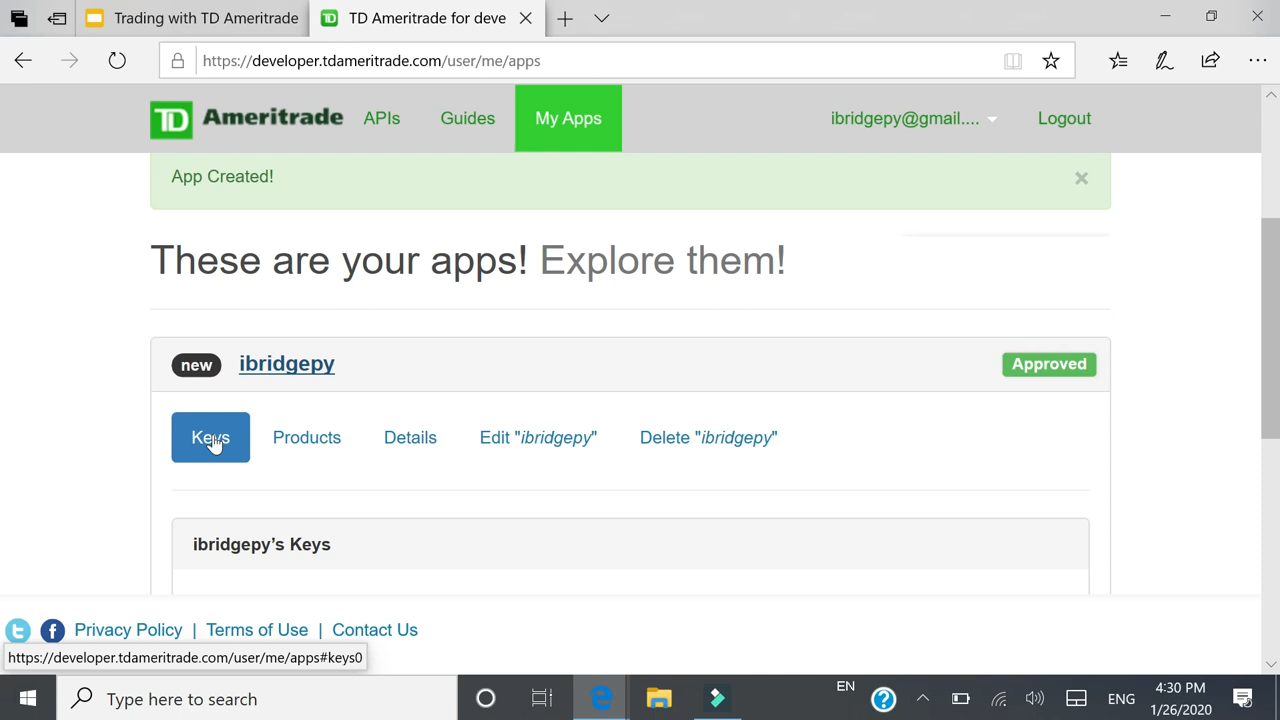 Trading with TD Ameritrade
TD Ameritrade for deve
https://developer.tdameritrade.com/user/me/apps
TD Ameritrade
APIs
Guides
My Apps
ibridgepy@gmail....
Logout
App Created!
These are your apps! Explore them!
new
ibridgepy
Approved
Keys
Products
Details
Edit "ibridgepy"
Delete "ibridgepy"
ibridgepy’s Keys
Privacy Policy | Terms of Use | Contact Us
https://developer.tdameritrade.com/user/me/apps#keys0
Type here to search
EN
ENG
4:30 PM
1/26/2020